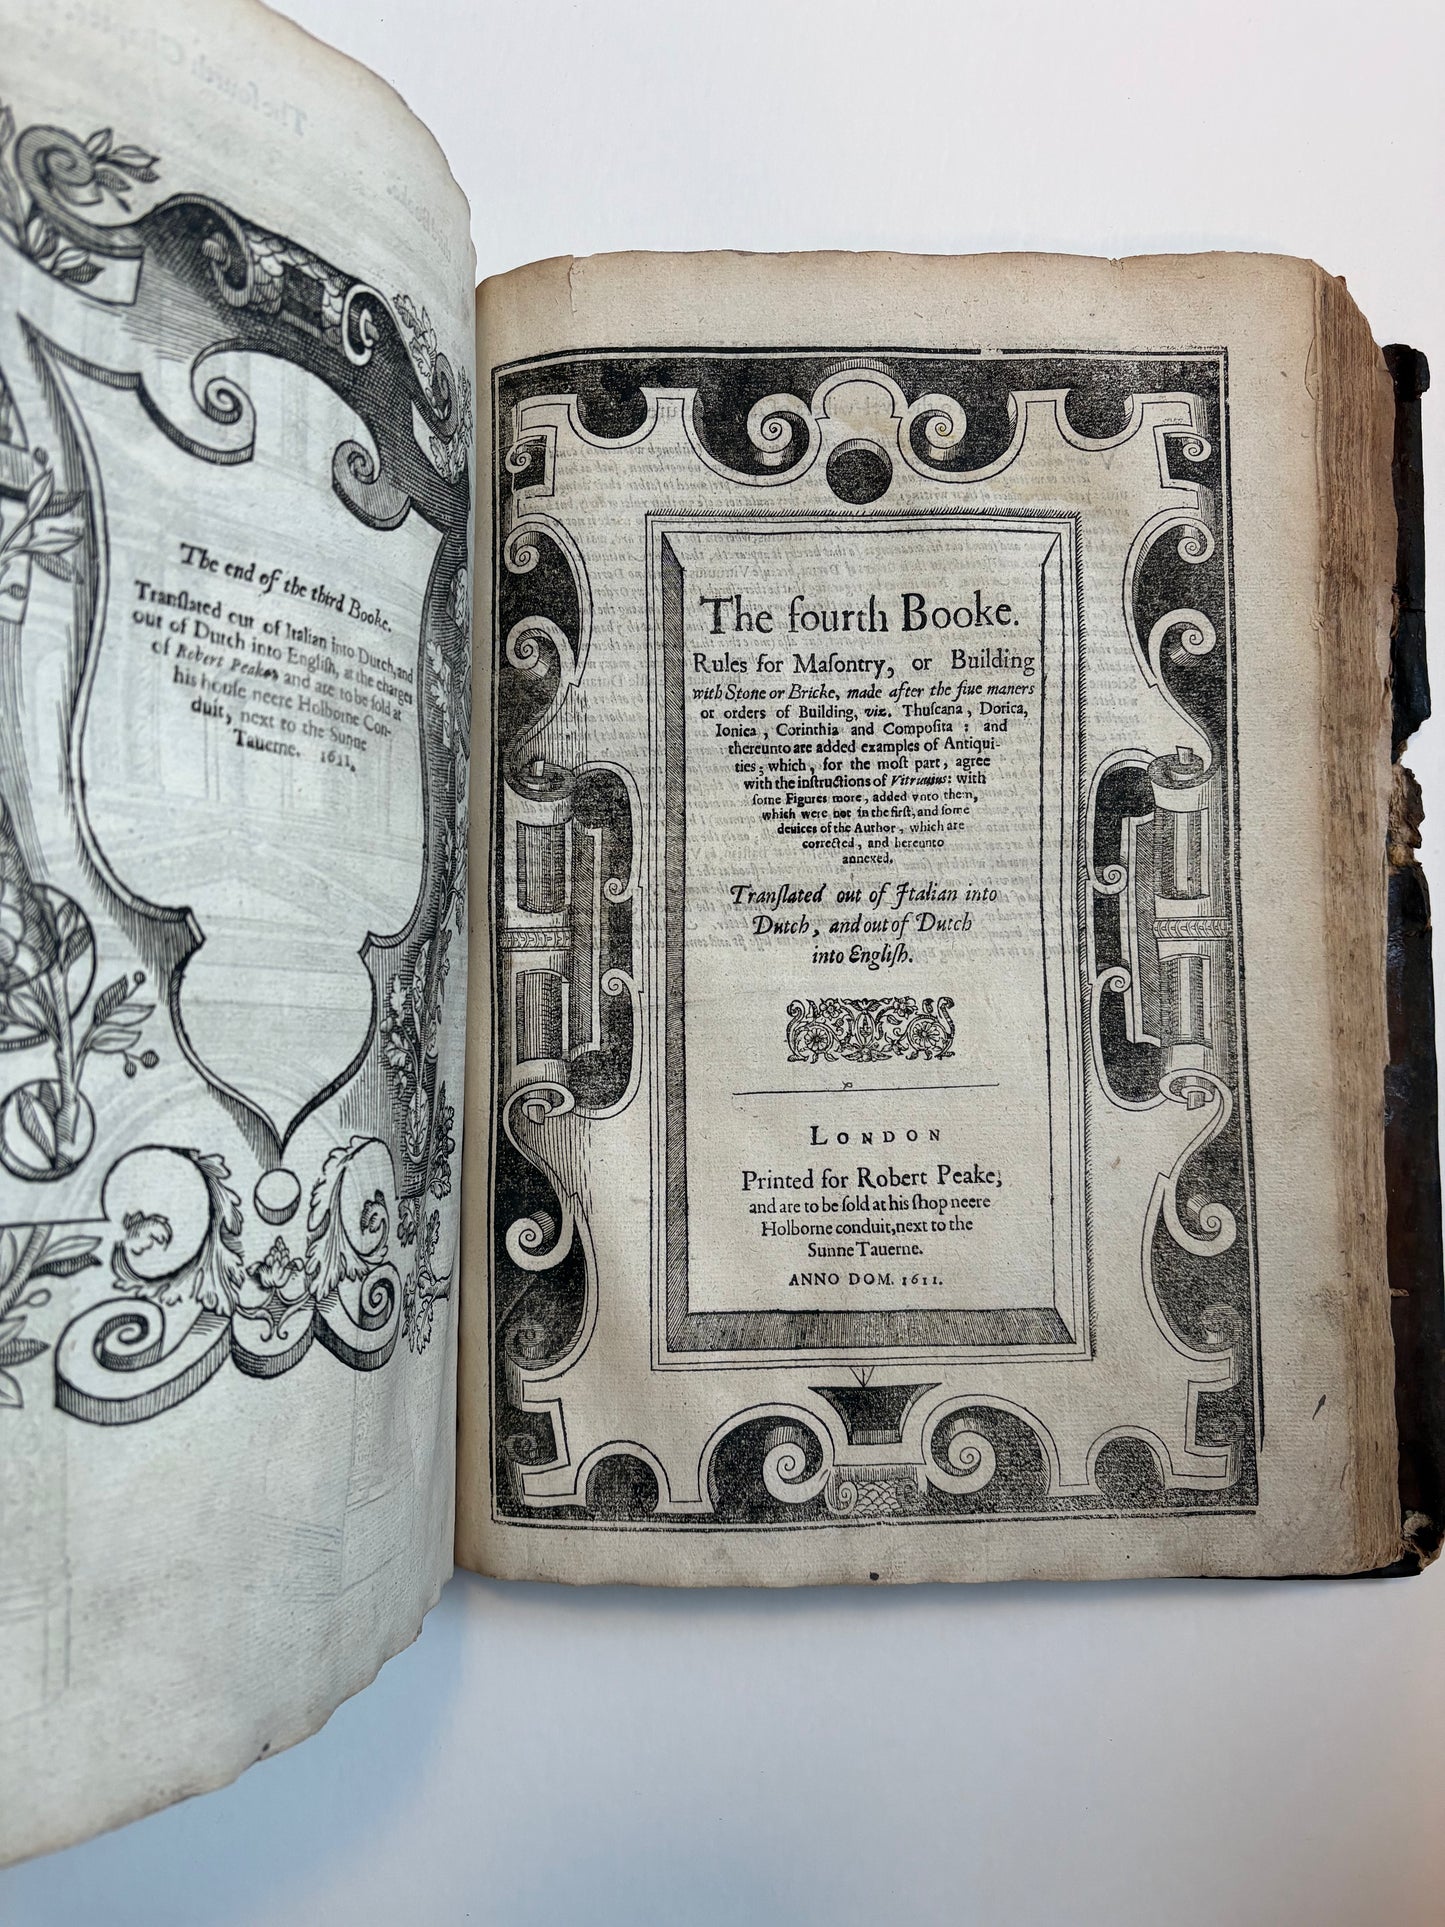 The end of the third Booke.
Tranſlated out of Italian into Dutch, and
out of Dutch into Engliſh, at the charges
of Robert Peake, and are to be ſold at
his houſe neere Holborne Con-
duit, next to the Sunne
Tauerne. 1611.
The fourth Booke.
Rules for Maſontry, or Building
with Stone or Bricke, made after the fiue maners
or orders of Building, viz. Thuſcana, Dorica,
Ionica, Corinthia and Compoſita: and
thereunto are added examples of Antiqui-
ties; which, for the moſt part, agree
with the inſtructions of Vitruuius: with
ſome Figures more, added vnto them,
which were not in the firſt, and ſome
deuices of the Author, which are
corrected, and hereunto
annexed.
Tranſlated out of Italian into
Dutch, and out of Dutch
into Engliſh.
LONDON
Printed for Robert Peake,
and are to be ſold at his ſhop neere
Holborne conduit, next to the
Sunne Tauerne.
ANNO DOM. 1611.